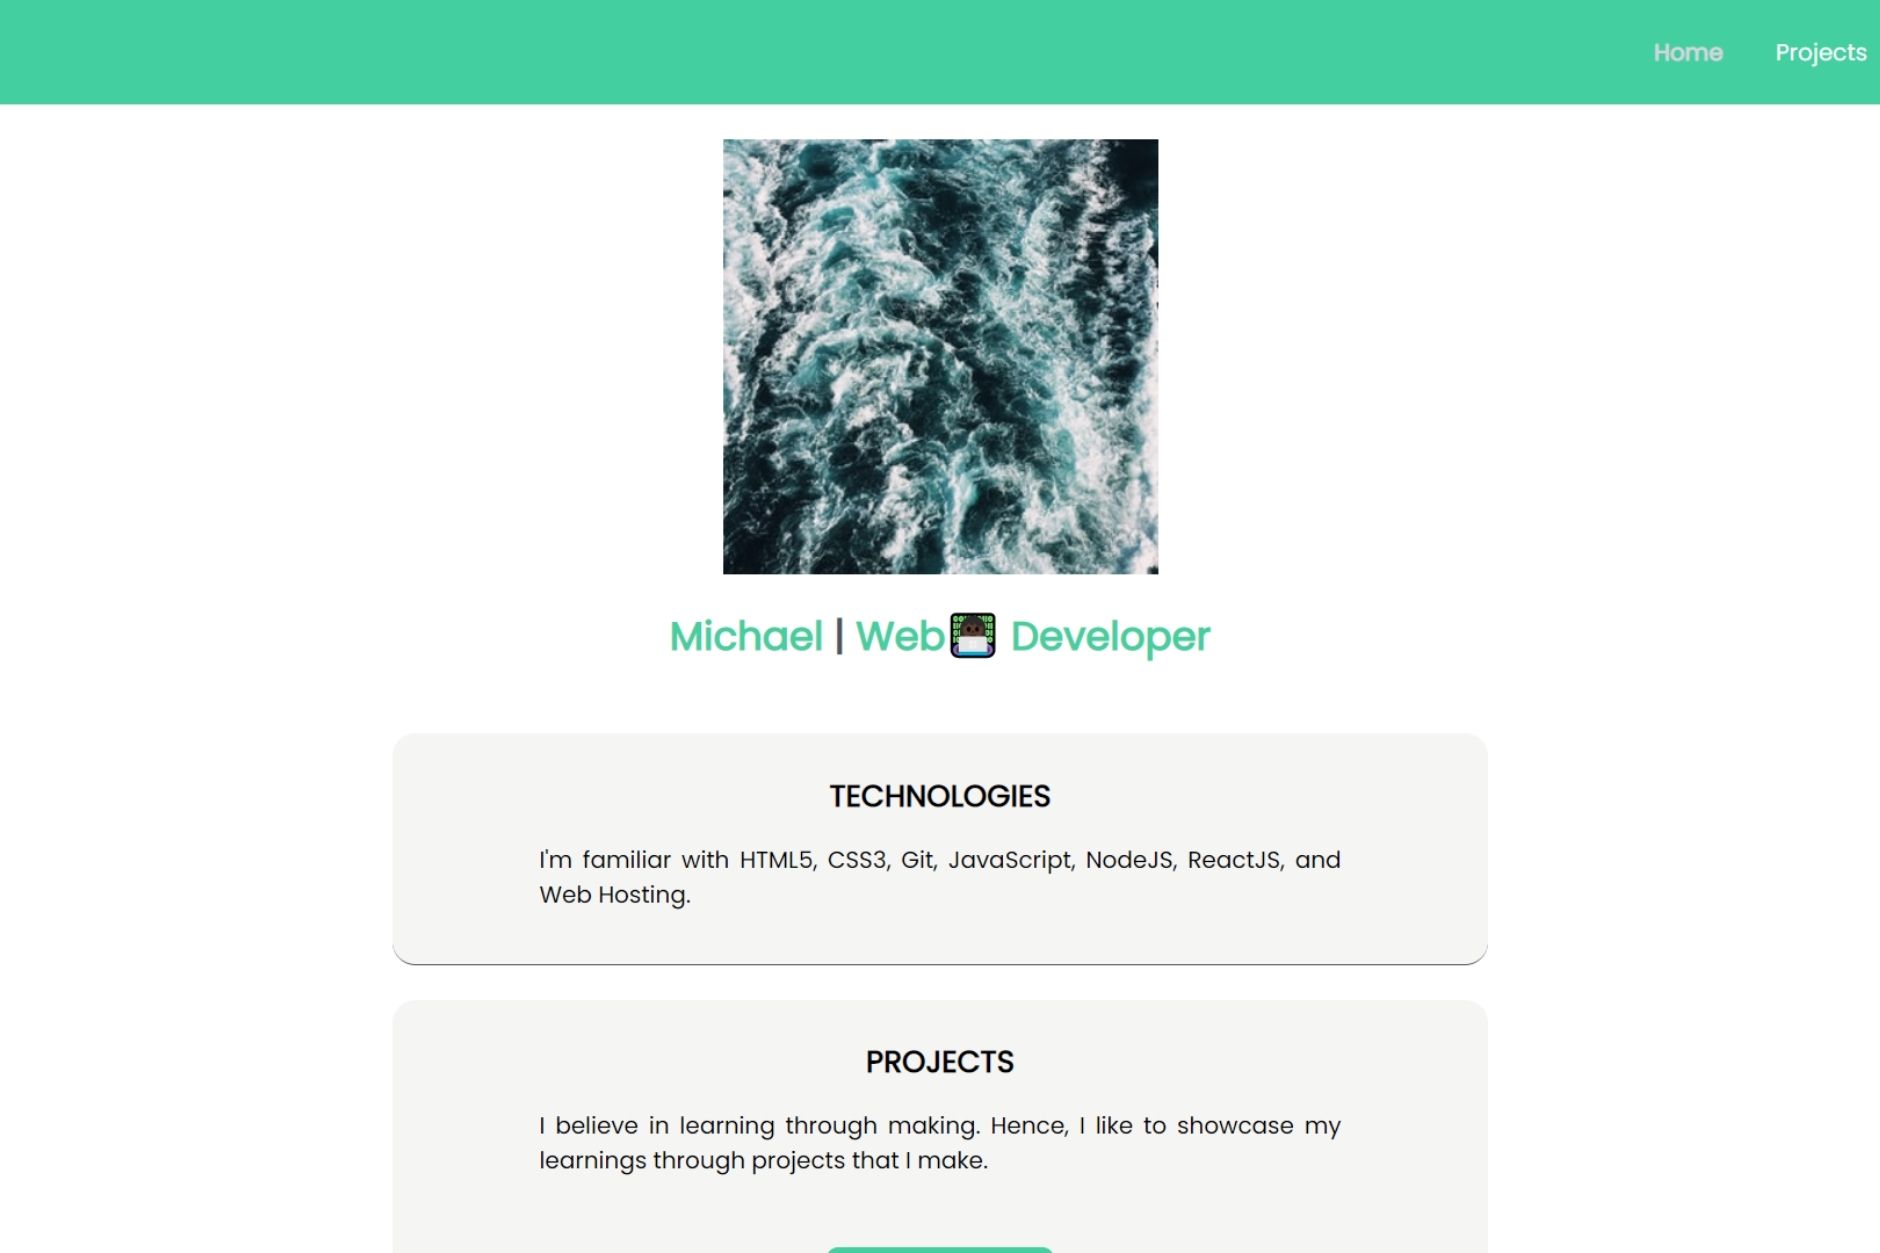 Home Projects
Michael | Web Developer
TECHNOLOGIES
I'm familiar with HTML5, CSS3, Git, JavaScript, NodeJS, ReactJS, and
Web Hosting.
PROJECTS
I believe in learning through making. Hence, I like to showcase my
learnings through projects that I make.